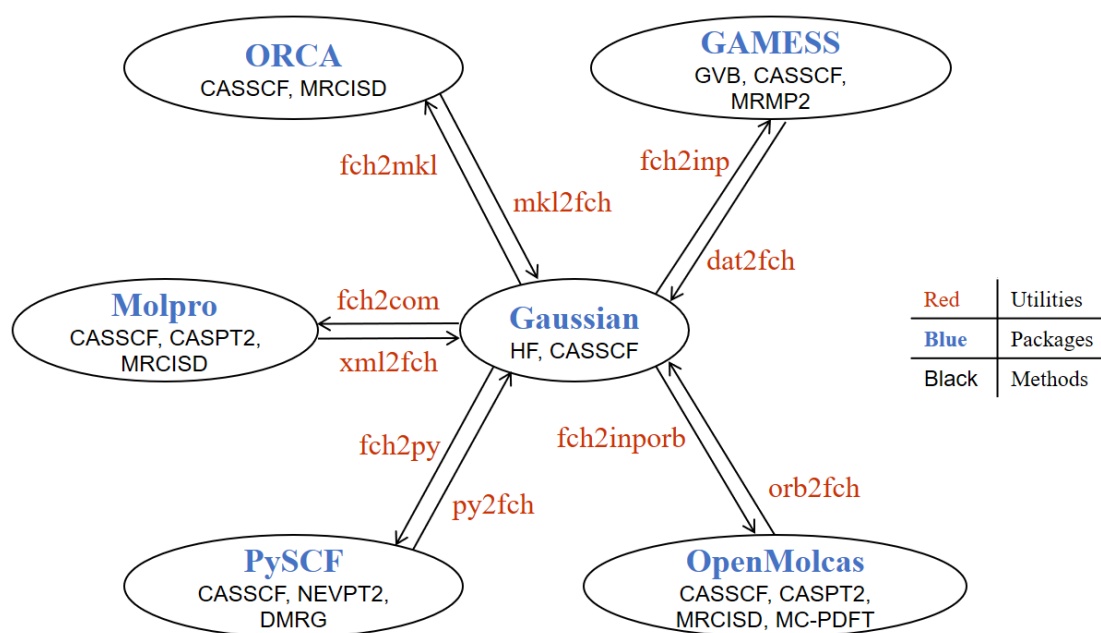 ORCA
CASSCF, MRCISD
GAMESS
GVB, CASSCF,
MRMP2
fch2mkl
mkl2fch
fch2inp
dat2fch
Molpro
CASSCF, CASPT2,
MRCISD
fch2com
xml2fch
Gaussian
HF, CASSCF
Red Utilities
Blue Packages
Black Methods
fch2py
py2fch
fch2inporb
orb2fch
PySCF
CASSCF, NEVPT2,
DMRG
OpenMolcas
CASSCF, CASPT2,
MRCISD, MC-PDFT